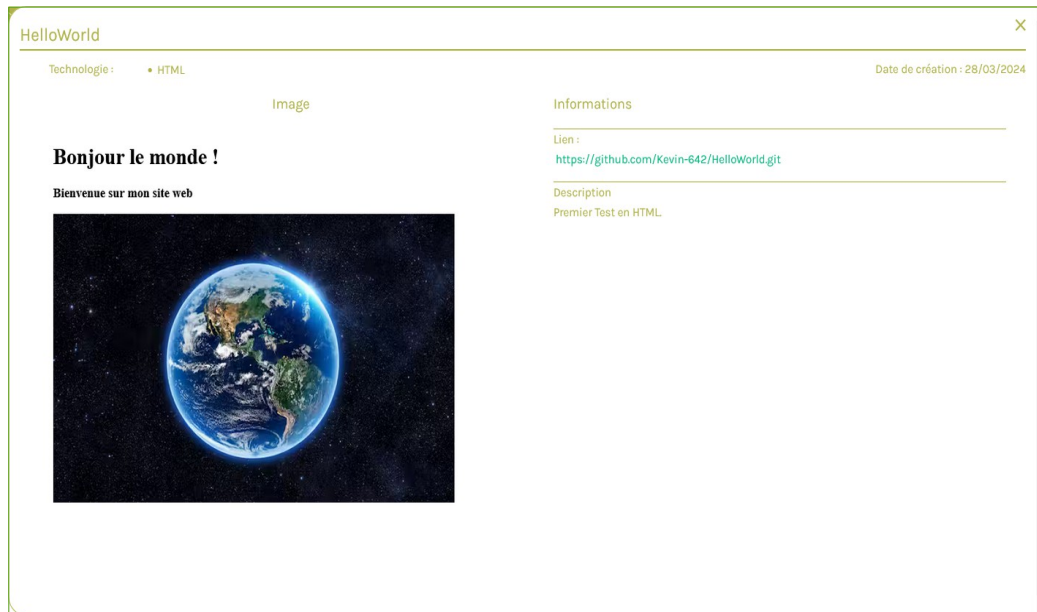 HelloWorld
X
Technologie :
• HTML
Date de création : 28/03/2024
Image
Bonjour le monde !
Bienvenue sur mon site web
Informations
Lien :
https://github.com/Kevin-642/HelloWorld.git
Description
Premier Test en HTML.